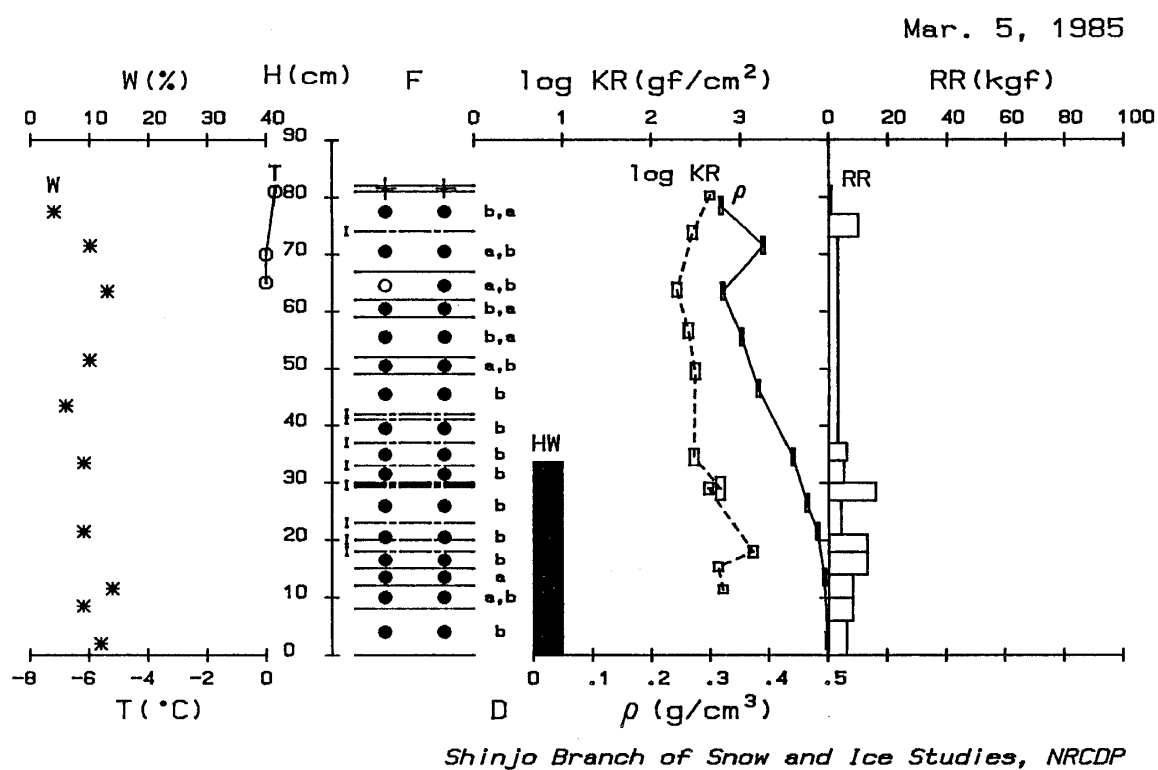 Mar. 5, 1985
W(%) H(cm) F log KR(gf/cm²) RR(kgf)
0 10 20 30 40 0 1 2 3 0 20 40 60 80 100
90
W T log KR ρ RR
80
b,a
I
70 a,b
a,b
60 b,a
b,a
50 a,b
b
I
I
40 b
I HW
b
I
30 b
I
b
I
20 I b
I b
a
10 a,b
b
0
-8 -6 -4 -2 0 0 .1 .2 .3 .4 .5
T(°C) D ρ (g/cm³)
Shinjo Branch of Snow and Ice Studies, NRCDP